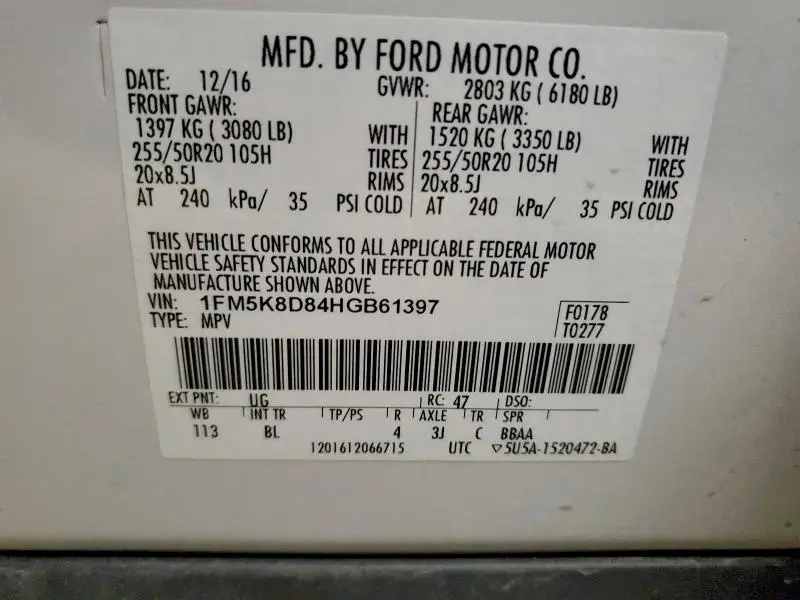 MFD. BY FORD MOTOR CO.
DATE: 12/16 GVWR: 2803 KG ( 6180 LB)
FRONT GAWR: REAR GAWR:
1397 KG ( 3080 LB) WITH 1520 KG ( 3350 LB) WITH
255/50R20 105H TIRES 255/50R20 105H TIRES
20x8.5J RIMS 20x8.5J RIMS
AT 240 kPa/ 35 PSI COLD AT 240 kPa/ 35 PSI COLD
THIS VEHICLE CONFORMS TO ALL APPLICABLE FEDERAL MOTOR
VEHICLE SAFETY STANDARDS IN EFFECT ON THE DATE OF
MANUFACTURE SHOWN ABOVE.
VIN: 1FM5K8D84HGB61397 F0178
TYPE: MPV T0277
EXT PNT: UG RC: 47 DSO:
WB INT TR TP/PS R AXLE TR SPR
113 BL 4 3J C BBAA
1201612066715 UTC ▽5U5A-1520472-BA